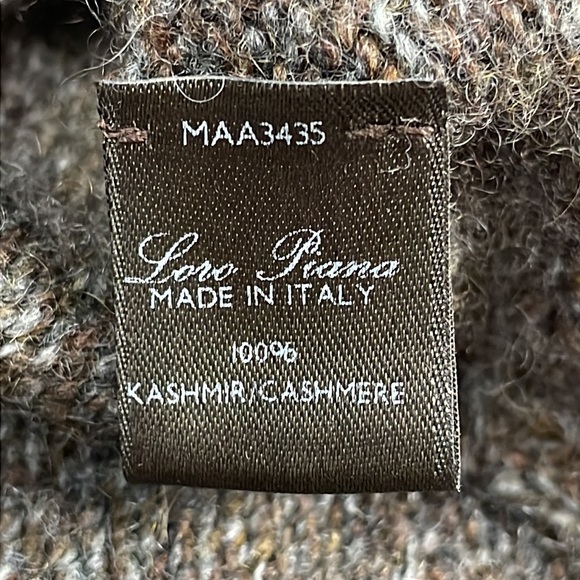 MAA3435
Loro Piana
MADE IN ITALY
100%
KASHMIR/CASHMERE